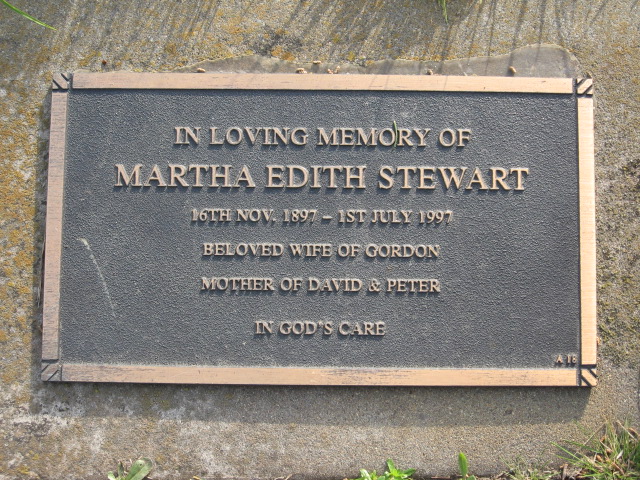 IN LOVING MEMORY OF
MARTHA EDITH STEWART
16TH NOV. 1897 – 1ST JULY 1997
BELOVED WIFE OF GORDON
MOTHER OF DAVID & PETER
IN GOD'S CARE